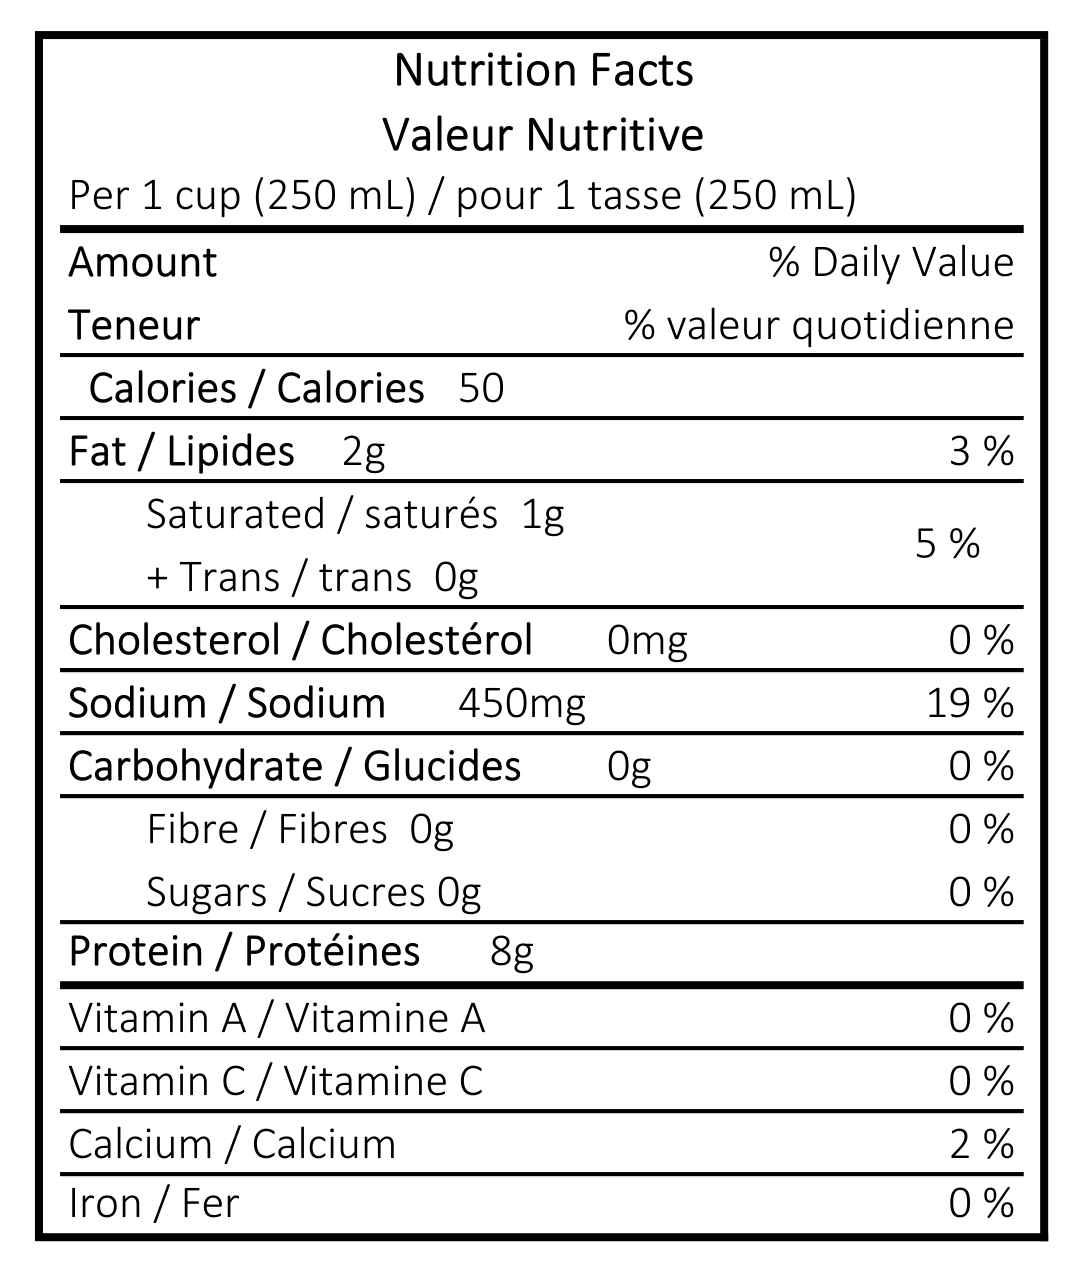 Nutrition Facts
Valeur Nutritive
Per 1 cup (250 mL) / pour 1 tasse (250 mL)
Amount % Daily Value
Teneur % valeur quotidienne
Calories / Calories 50
Fat / Lipides 2g 3 %
Saturated / saturés 1g
5 %
+ Trans / trans 0g
Cholesterol / Cholestérol 0mg 0 %
Sodium / Sodium 450mg 19 %
Carbohydrate / Glucides 0g 0 %
Fibre / Fibres 0g 0 %
Sugars / Sucres 0g 0 %
Protein / Protéines 8g
Vitamin A / Vitamine A 0 %
Vitamin C / Vitamine C 0 %
Calcium / Calcium 2 %
Iron / Fer 0 %